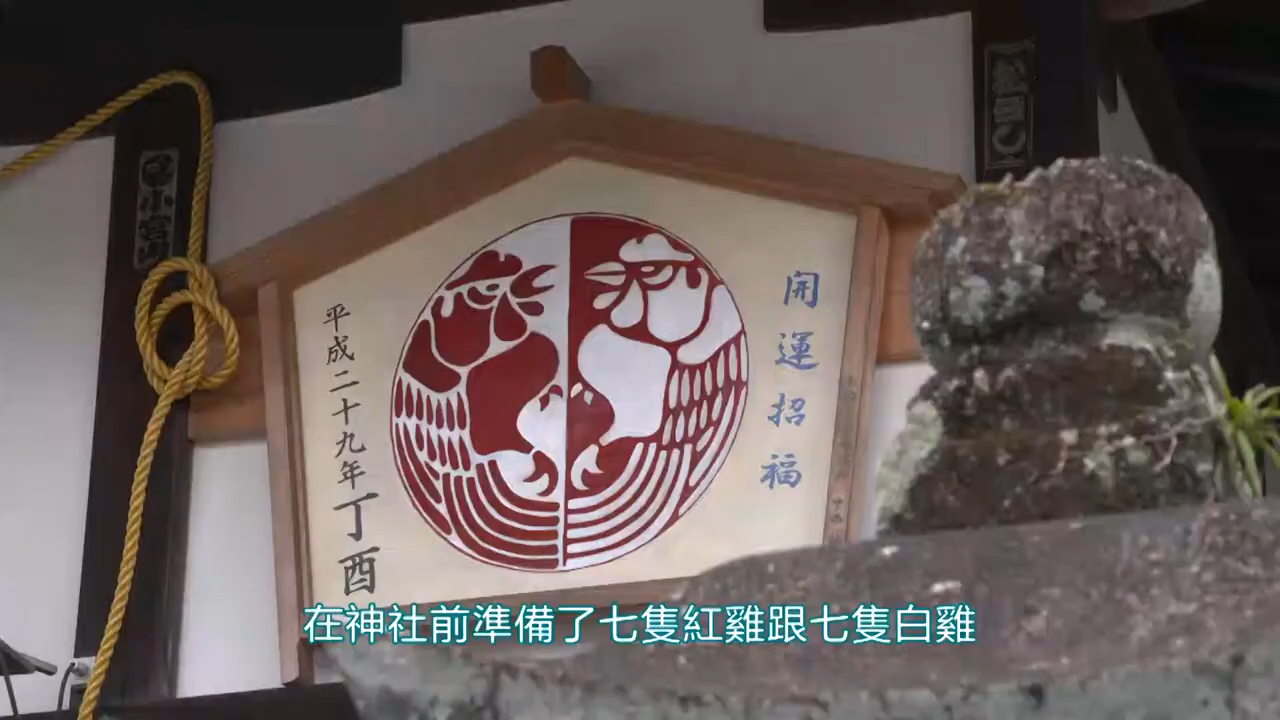 開運招福
平成二十九年丁酉
在神社前準備了七隻紅雞跟七隻白雞